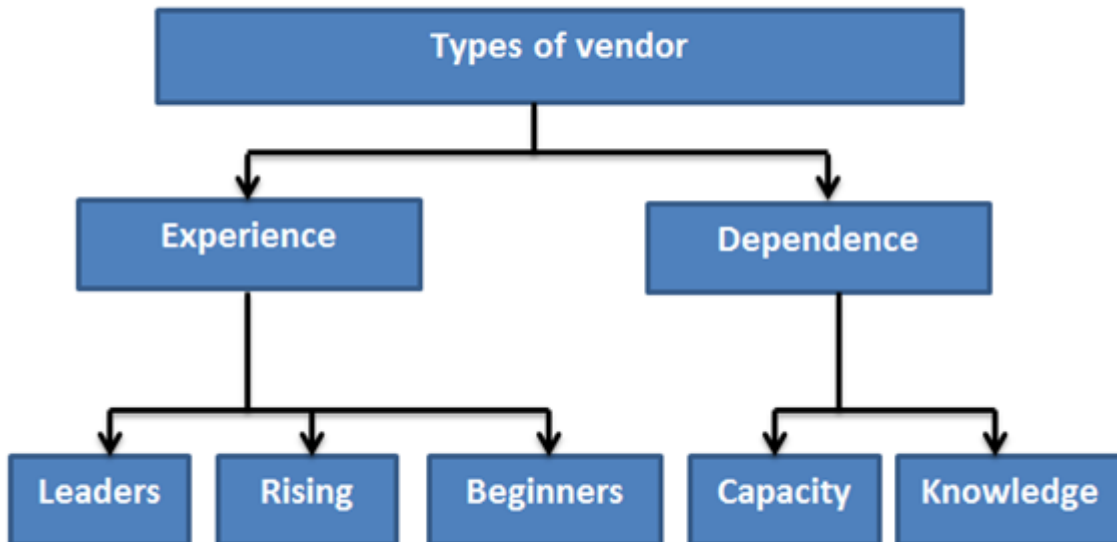 Types of vendor
Experience
Dependence
Leaders
Rising
Beginners
Capacity
Knowledge